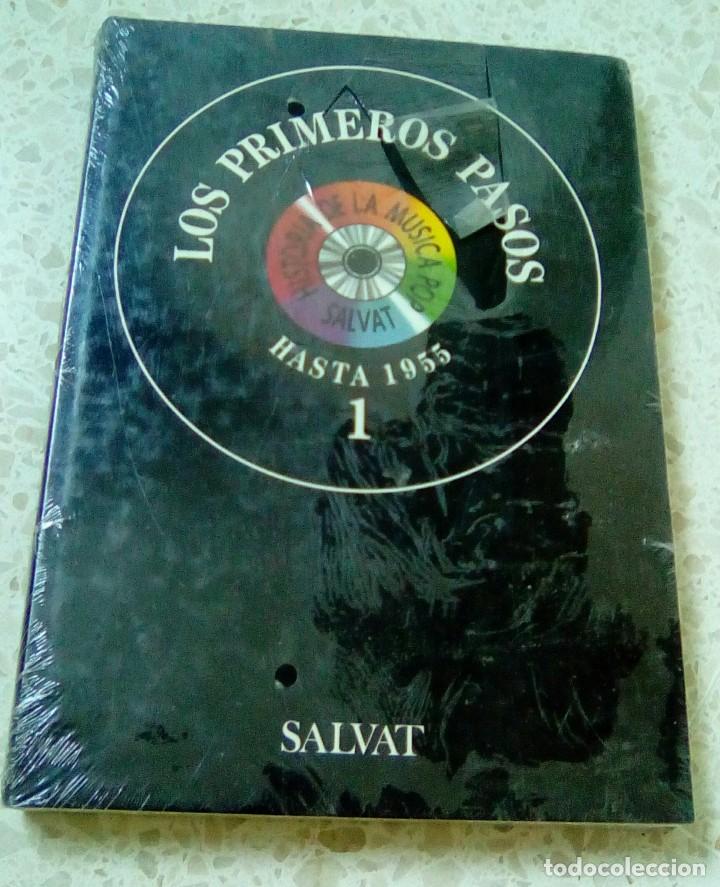 LOS PRIMEROS PASOS
HISTORIA DE LA MUSICA POP
SALVAT
HASTA 1955
1
SALVAT
todocoleccion